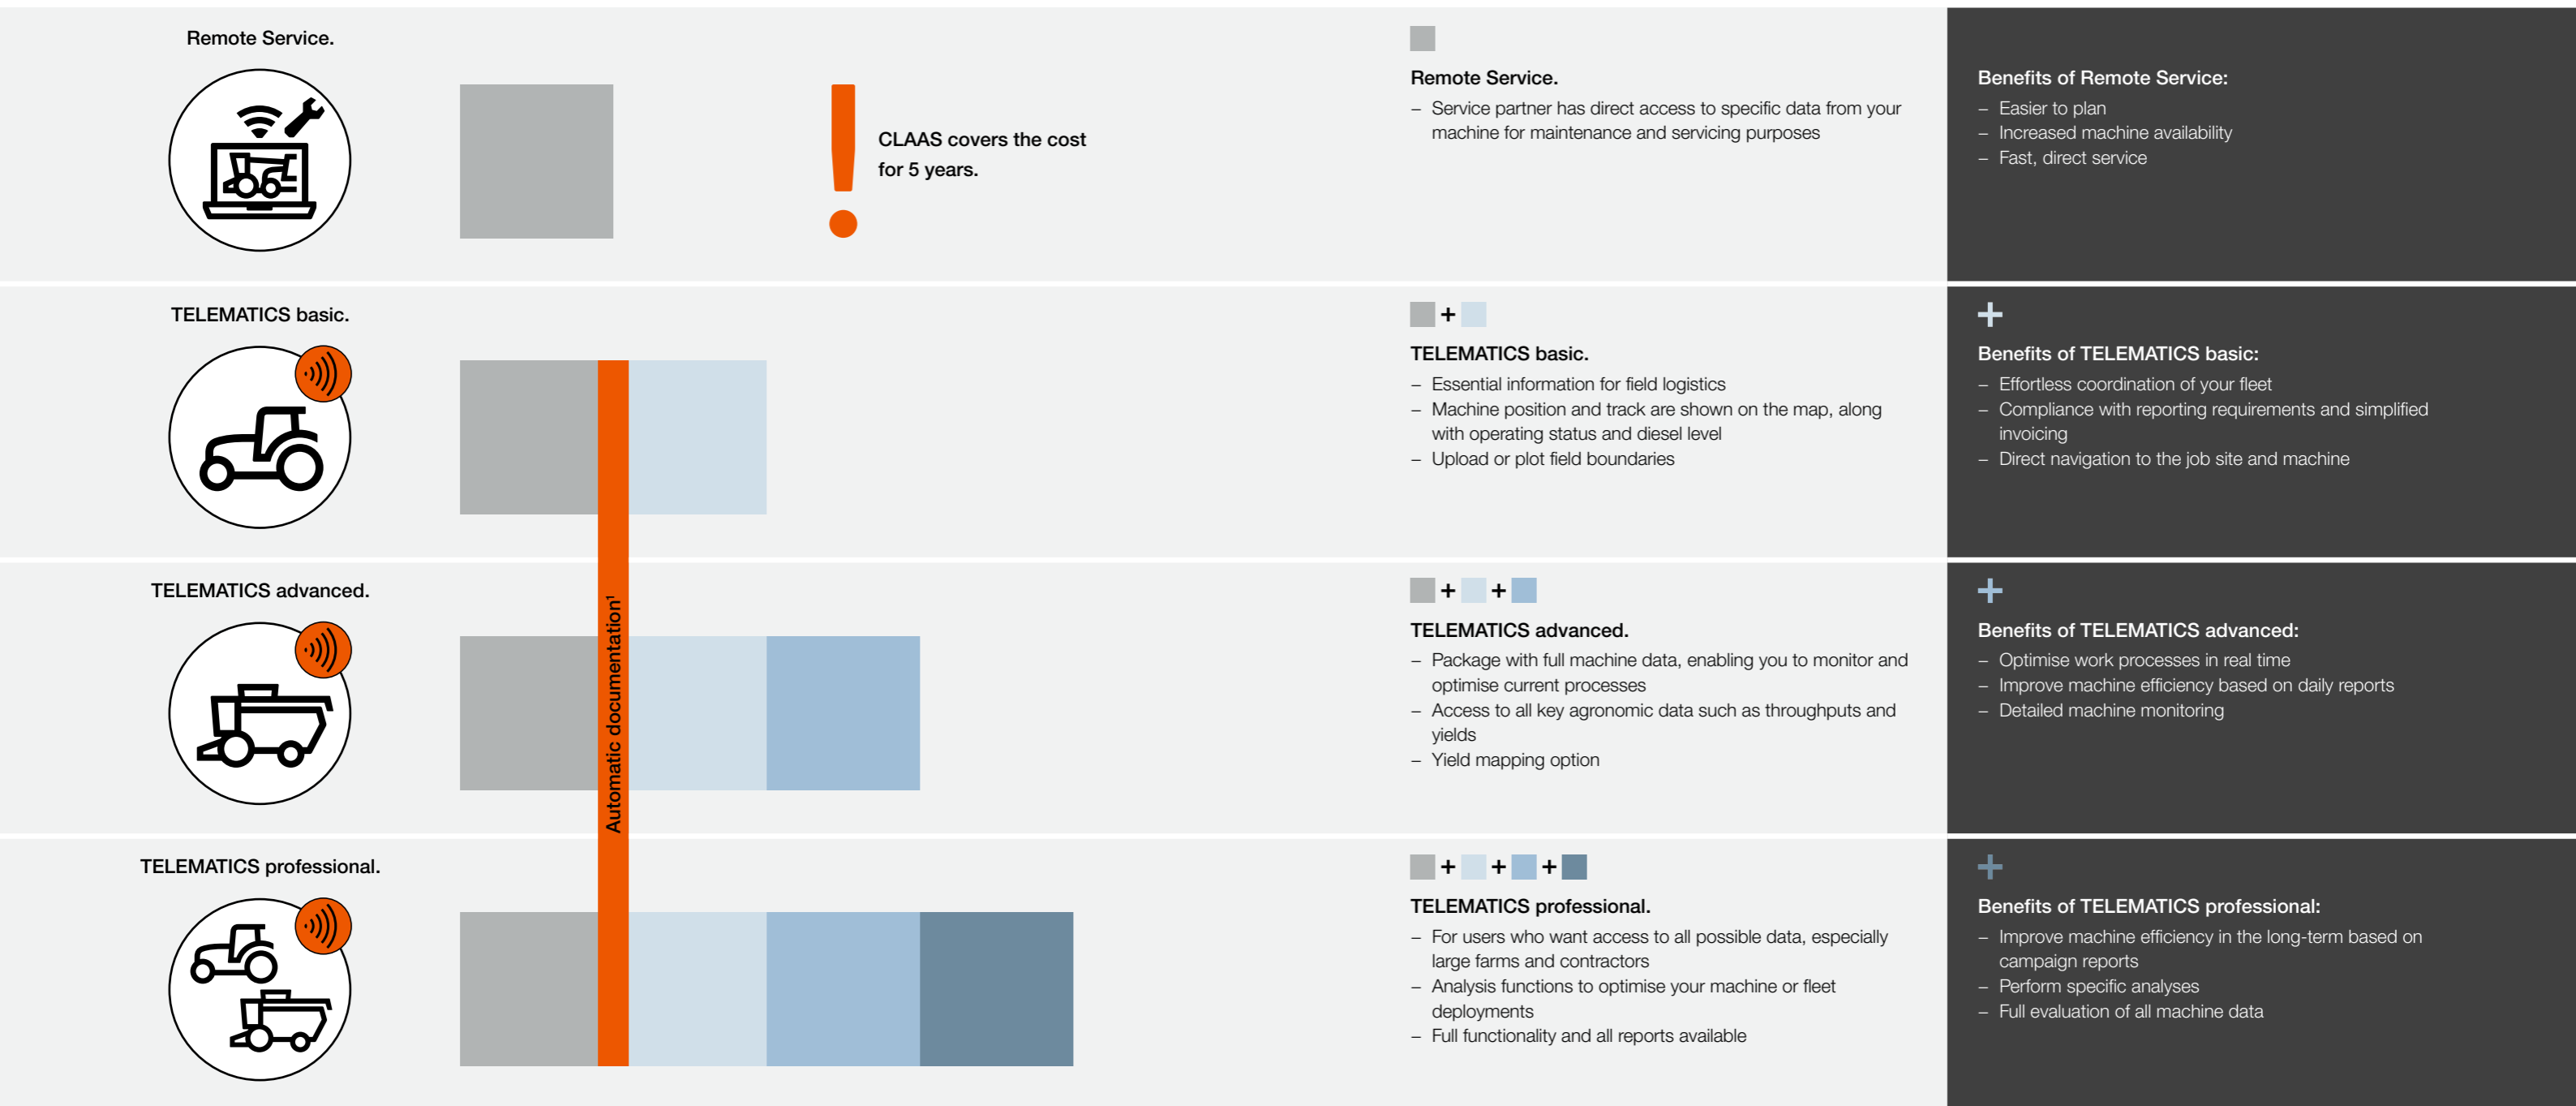 Remote Service.
CLAAS covers the cost
for 5 years.
Remote Service.
– Service partner has direct access to specific data from your
machine for maintenance and servicing purposes
Benefits of Remote Service:
– Easier to plan
– Increased machine availability
– Fast, direct service
TELEMATICS basic.
+
TELEMATICS basic.
– Essential information for field logistics
– Machine position and track are shown on the map, along
with operating status and diesel level
– Upload or plot field boundaries
+
Benefits of TELEMATICS basic:
– Effortless coordination of your fleet
– Compliance with reporting requirements and simplified
invoicing
– Direct navigation to the job site and machine
Automatic documentation¹
TELEMATICS advanced.
+ +
TELEMATICS advanced.
– Package with full machine data, enabling you to monitor and
optimise current processes
– Access to all key agronomic data such as throughputs and
yields
– Yield mapping option
+
Benefits of TELEMATICS advanced:
– Optimise work processes in real time
– Improve machine efficiency based on daily reports
– Detailed machine monitoring
TELEMATICS professional.
+ + +
TELEMATICS professional.
– For users who want access to all possible data, especially
large farms and contractors
– Analysis functions to optimise your machine or fleet
deployments
– Full functionality and all reports available
+
Benefits of TELEMATICS professional:
– Improve machine efficiency in the long-term based on
campaign reports
– Perform specific analyses
– Full evaluation of all machine data